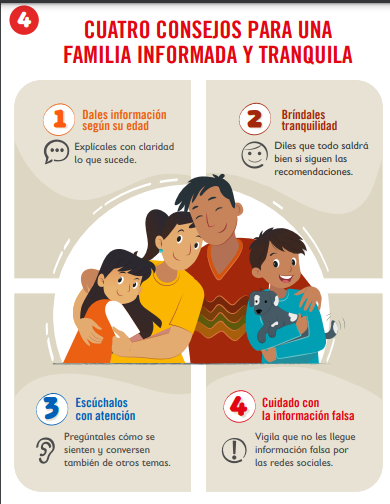 4
CUATRO CONSEJOS PARA UNA
FAMILIA INFORMADA Y TRANQUILA
1
Dales información
según su edad
Explícales con claridad
lo que sucede.
2
Bríndales
tranquilidad
Diles que todo saldrá
bien si siguen las
recomendaciones.
3
Escúchalos
con atención
Pregúntales cómo se
sienten y conversen
también de otros temas.
4
Cuidado con
la información falsa
Vigila que no les llegue
información falsa por
las redes sociales.